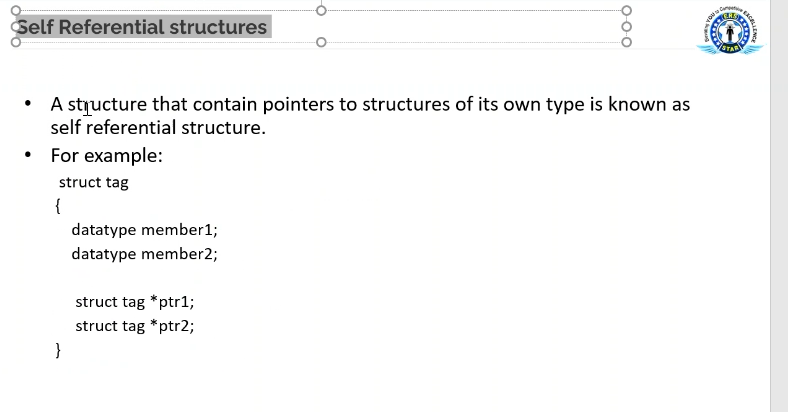 Self Referential structures
• A structure that contain pointers to structures of its own type is known as
self referential structure.
• For example:
struct tag
{
datatype member1;
datatype member2;
struct tag *ptr1;
struct tag *ptr2;
}
STAR